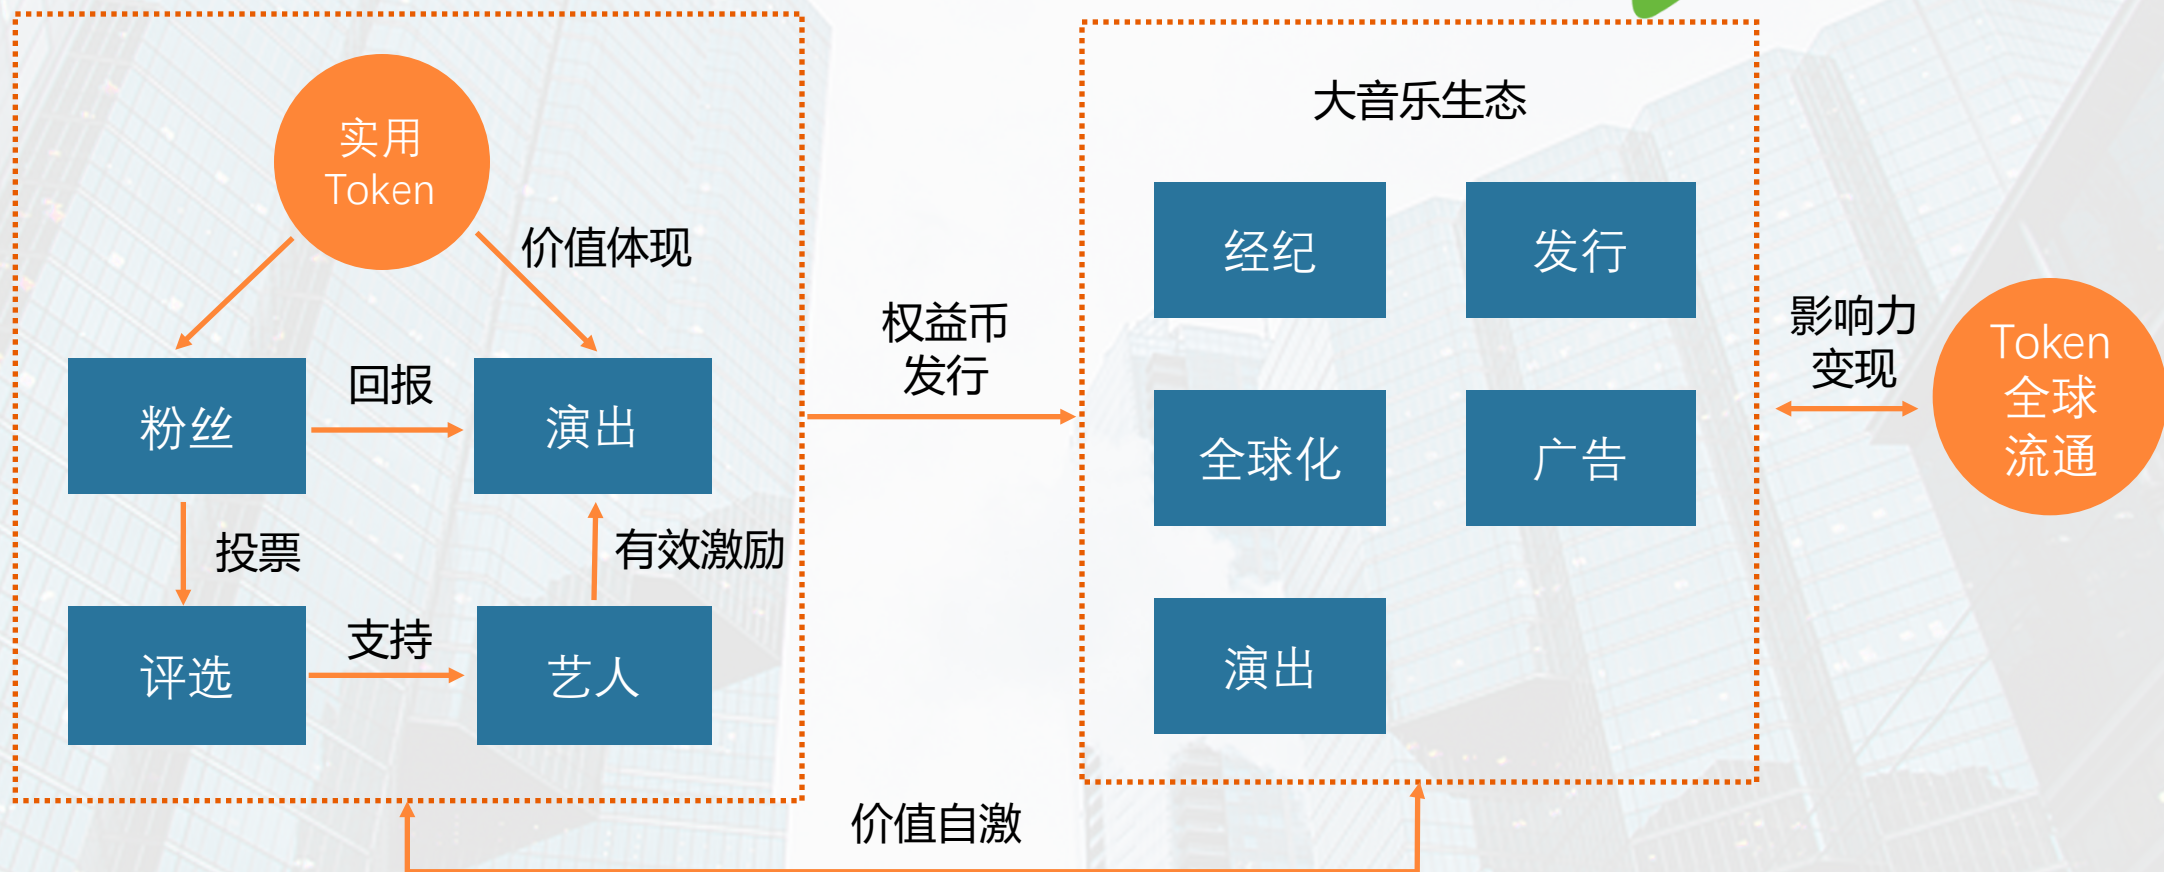 实用
Token
价值体现
粉丝
回报
演出
投票
有效激励
评选
支持
艺人
权益币
发行
大音乐生态
经纪
发行
全球化
广告
演出
影响力
变现
Token
全球
流通
价值自激